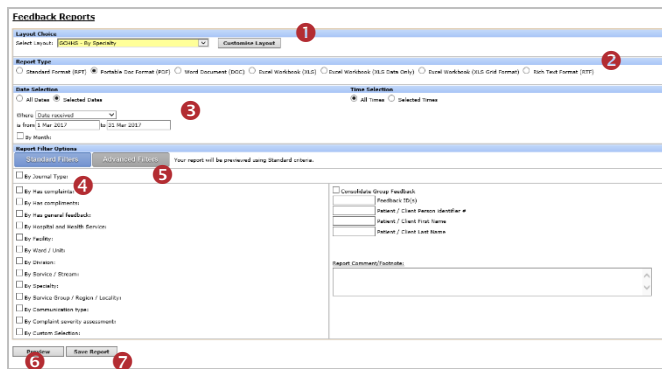 Feedback Reports
1
Layout Choice
Select Layout: GCHHS - By Specialty Customise Layout
2
Report Type
Standard Format (RPT) Portable Doc Format (PDF) Word Document (DOC) Excel Workbook (XLS) Excel Workbook (XLS Data Only) Excel Workbook (XLS Grid Format) Rich Text Format (RTF)
Date Selection Time Selection
All Dates Selected Dates All Times Selected Times
3
Where Date received
is from 1 Mar 2017 to 31 Mar 2017
By Month:
Report Filter Options
Standard Filters Advanced Filters Your report will be previewed using Standard criteria.
5
By Journal Type:
4
By Has complaints:
By Has compliments:
By Has general feedback:
By Hospital and Health Service:
By Facility:
By Ward / Unit:
By Division:
By Service / Stream:
By Specialty:
By Service Group / Region / Locality:
By Communication type:
By Complaint severity assessment:
By Custom Selection:
Consolidate Group Feedback
Feedback ID(s)
Patient / Client Person Identifier #
Patient / Client First Name
Patient / Client Last Name
Report Comment/Footnote:
Preview Save Report
6 7